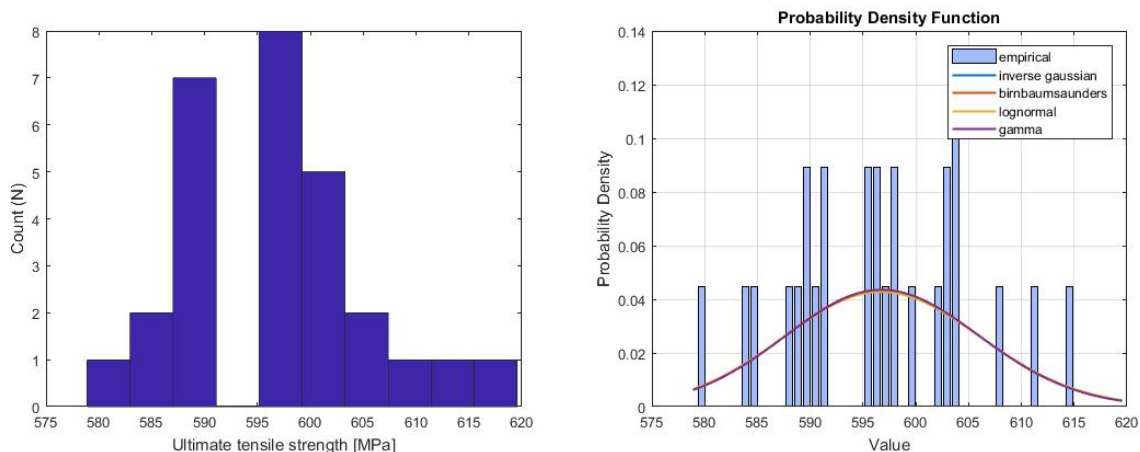 8
7
6
5
4
3
2
1
0
Count (N)
575 580 585 590 595 600 605 610 615 620
Ultimate tensile strength [MPa]
Probability Density Function
0.14
0.12
0.1
0.08
0.06
0.04
0.02
0
Probability Density
empirical
inverse gaussian
birnbaumsaunders
lognormal
gamma
575 580 585 590 595 600 605 610 615 620
Value